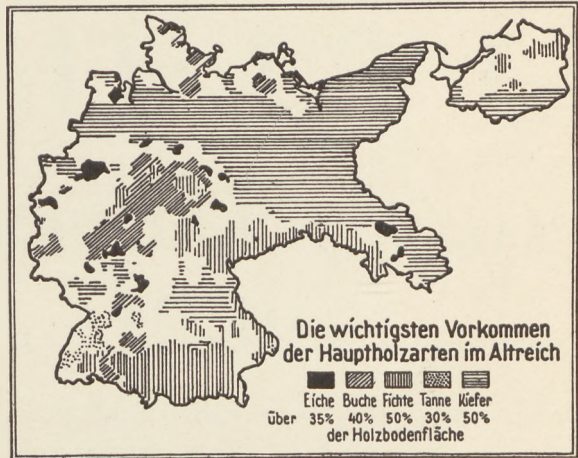 Die wichtigsten Vorkommen
der Hauptholzarten im Altreich
Eiche Buche Fichte Tanne Kiefer
über 35% 40% 50% 30% 50%
der Holzbodenfläche